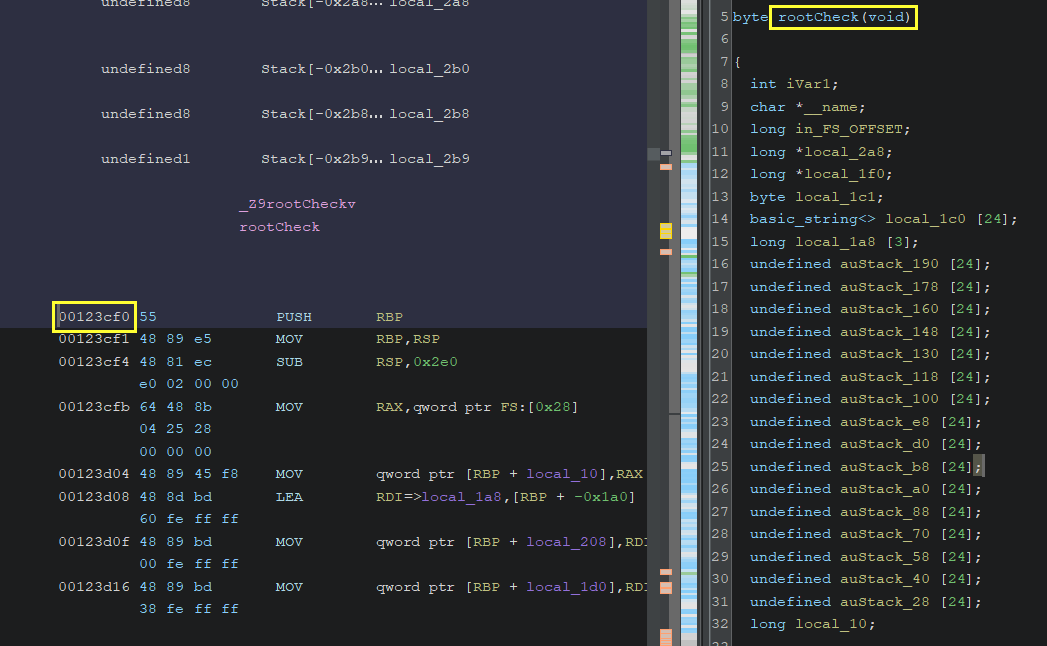 undefined8 Stack[-0x2a8... local_2a8
undefined8 Stack[-0x2b0... local_2b0
undefined8 Stack[-0x2b8... local_2b8
undefined1 Stack[-0x2b9... local_2b9
_Z9rootCheckv
rootCheck
00123cf0 55 PUSH RBP
00123cf1 48 89 e5 MOV RBP,RSP
00123cf4 48 81 ec SUB RSP,0x2e0
e0 02 00 00
00123cfb 64 48 8b MOV RAX,qword ptr FS:[0x28]
04 25 28
00 00 00
00123d04 48 89 45 f8 MOV qword ptr [RBP + local_10],RAX
00123d08 48 8d bd LEA RDI=>local_1a8,[RBP + -0x1a0]
60 fe ff ff
00123d0f 48 89 bd MOV qword ptr [RBP + local_208],RDI
00 fe ff ff
00123d16 48 89 bd MOV qword ptr [RBP + local_1d0],RDI
38 fe ff ff
5 byte rootCheck(void)
6
7 {
8 int iVar1;
9 char *__name;
10 long in_FS_OFFSET;
11 long *local_2a8;
12 long *local_1f0;
13 byte local_1c1;
14 basic_string<> local_1c0 [24];
15 long local_1a8 [3];
16 undefined auStack_190 [24];
17 undefined auStack_178 [24];
18 undefined auStack_160 [24];
19 undefined auStack_148 [24];
20 undefined auStack_130 [24];
21 undefined auStack_118 [24];
22 undefined auStack_100 [24];
23 undefined auStack_e8 [24];
24 undefined auStack_d0 [24];
25 undefined auStack_b8 [24];
26 undefined auStack_a0 [24];
27 undefined auStack_88 [24];
28 undefined auStack_70 [24];
29 undefined auStack_58 [24];
30 undefined auStack_40 [24];
31 undefined auStack_28 [24];
32 long local_10;